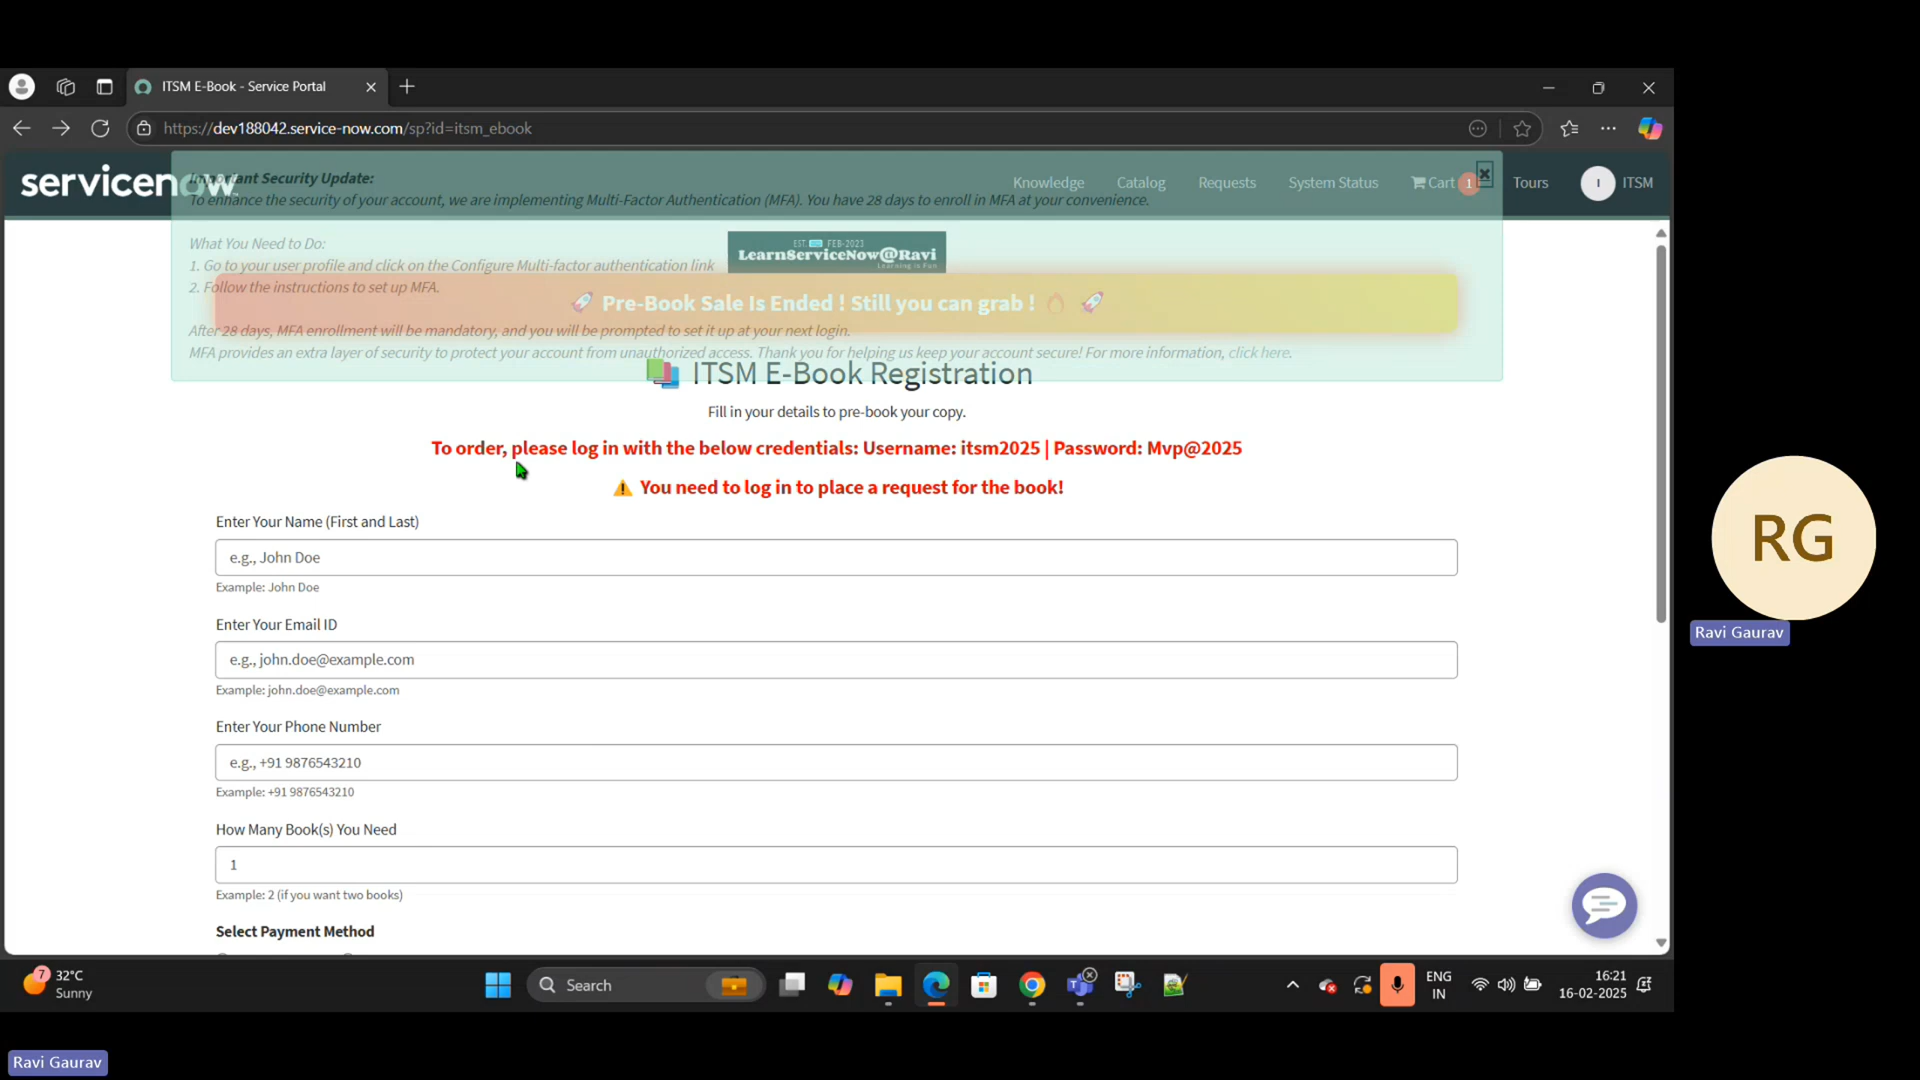 ITSM E-Book - Service Portal
https://dev188042.service-now.com/sp?id=itsm_ebook
servicenow
Important Security Update:
To enhance the security of your account, we are implementing Multi-Factor Authentication (MFA). You have 28 days to enroll in MFA at your convenience.
Knowledge
Catalog
Requests
System Status
Cart 1
Tours
I ITSM
What You Need to Do:
1. Go to your user profile and click on the Configure Multi-factor authentication link
2. Follow the instructions to set up MFA.
EST. FEB-2023
LearnServiceNow@Ravi
Learning is Fun
Pre-Book Sale Is Ended ! Still you can grab !
After 28 days, MFA enrollment will be mandatory, and you will be prompted to set it up at your next login.
MFA provides an extra layer of security to protect your account from unauthorized access. Thank you for helping us keep your account secure! For more information, click here.
ITSM E-Book Registration
Fill in your details to pre-book your copy.
To order, please log in with the below credentials: Username: itsm2025 | Password: Mvp@2025
You need to log in to place a request for the book!
Enter Your Name (First and Last)
e.g., John Doe
Example: John Doe
Enter Your Email ID
e.g., john.doe@example.com
Example: john.doe@example.com
Enter Your Phone Number
e.g., +91 9876543210
Example: +91 9876543210
How Many Book(s) You Need
1
Example: 2 (if you want two books)
Select Payment Method
RG
Ravi Gaurav
7
32°C
Sunny
Search
ENG
IN
16:21
16-02-2025
Ravi Gaurav